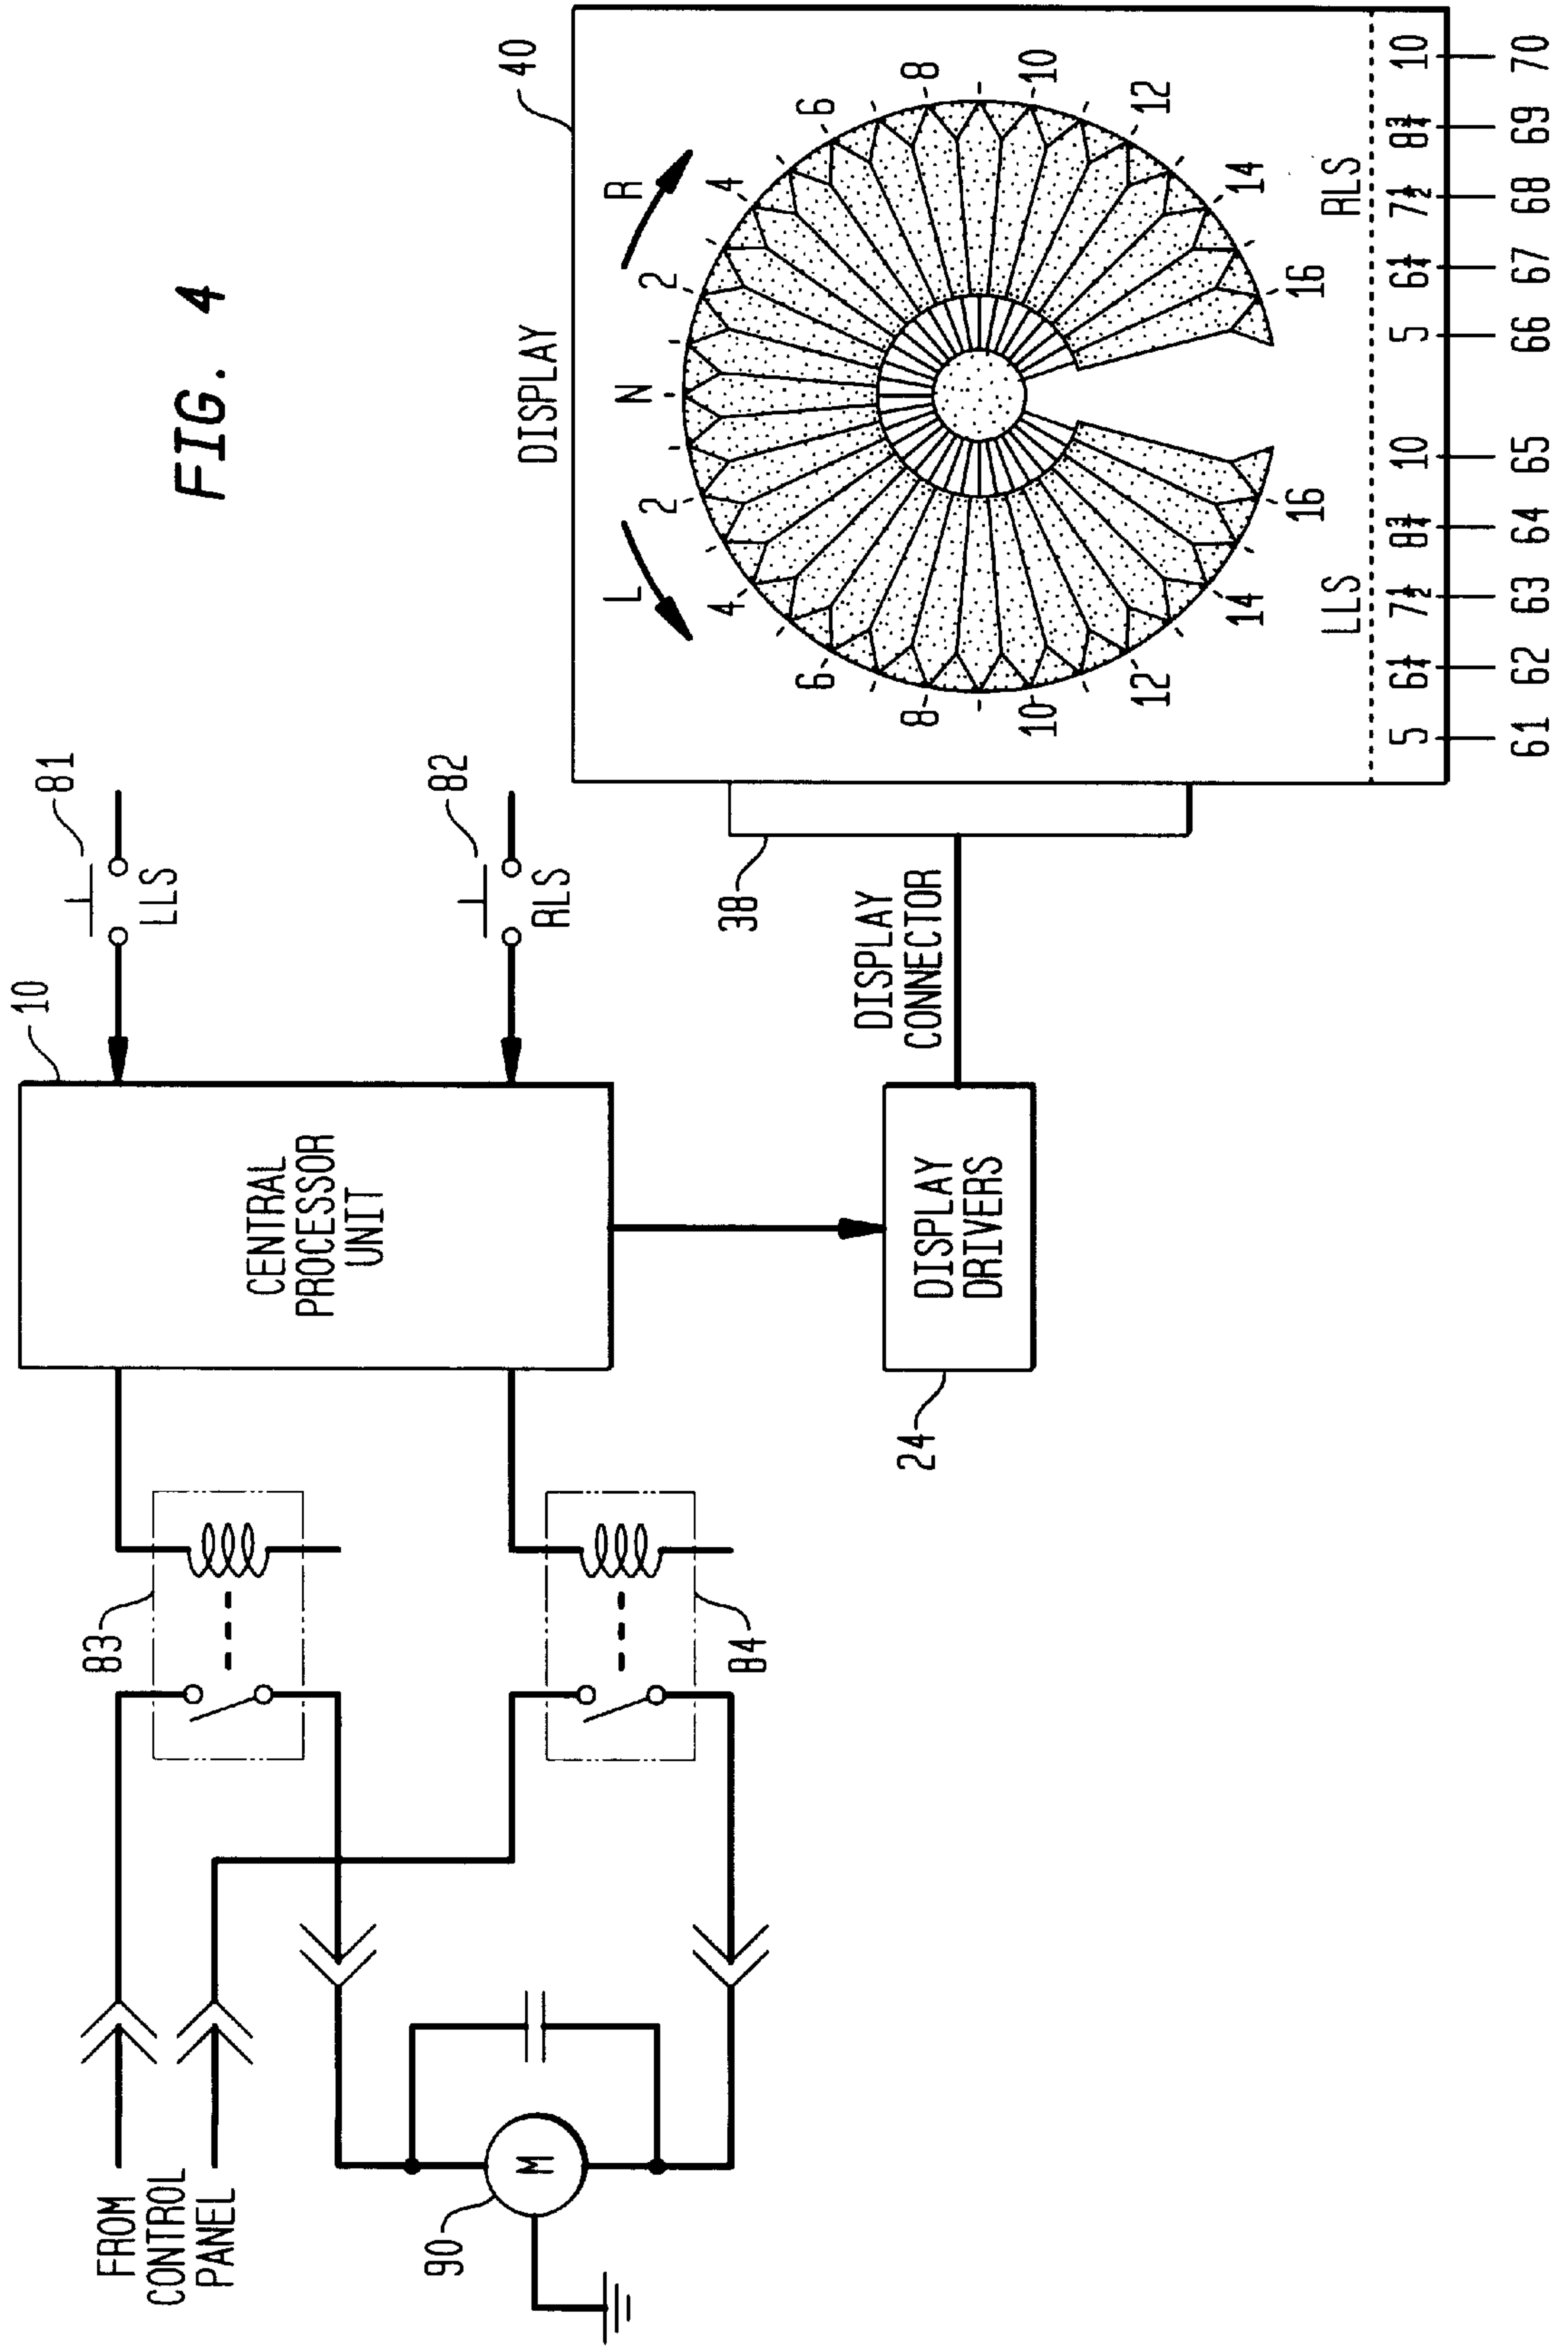 FIG. 4
FROM
CONTROL
PANEL
90
M
83
84
10
CENTRAL
PROCESSOR
UNIT
81
LLS
82
RLS
24
DISPLAY
DRIVERS
DISPLAY
CONNECTOR
38
DISPLAY
40
L
R
N
2
2
4
4
6
6
8
8
10
10
12
12
14
14
16
16
LLS
RLS
5 6¼ 7½ 8¾ 10 5 6¼ 7½ 8¾ 10
61 62 63 64 65 66 67 68 69 70